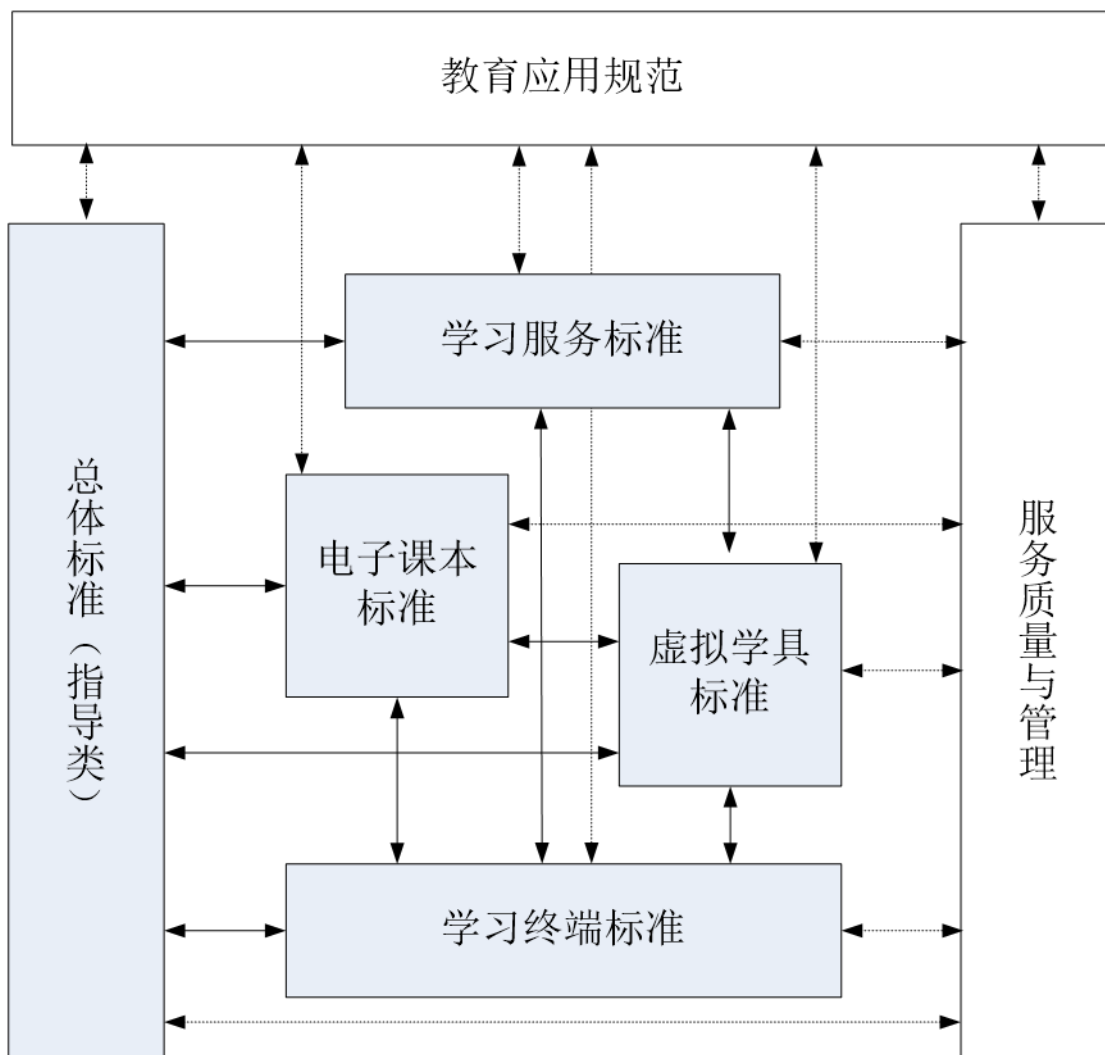 教育应用规范
学习服务标准
总体标准（指导类）
电子课本
标准
虚拟学具
标准
服务质量与管理
学习终端标准